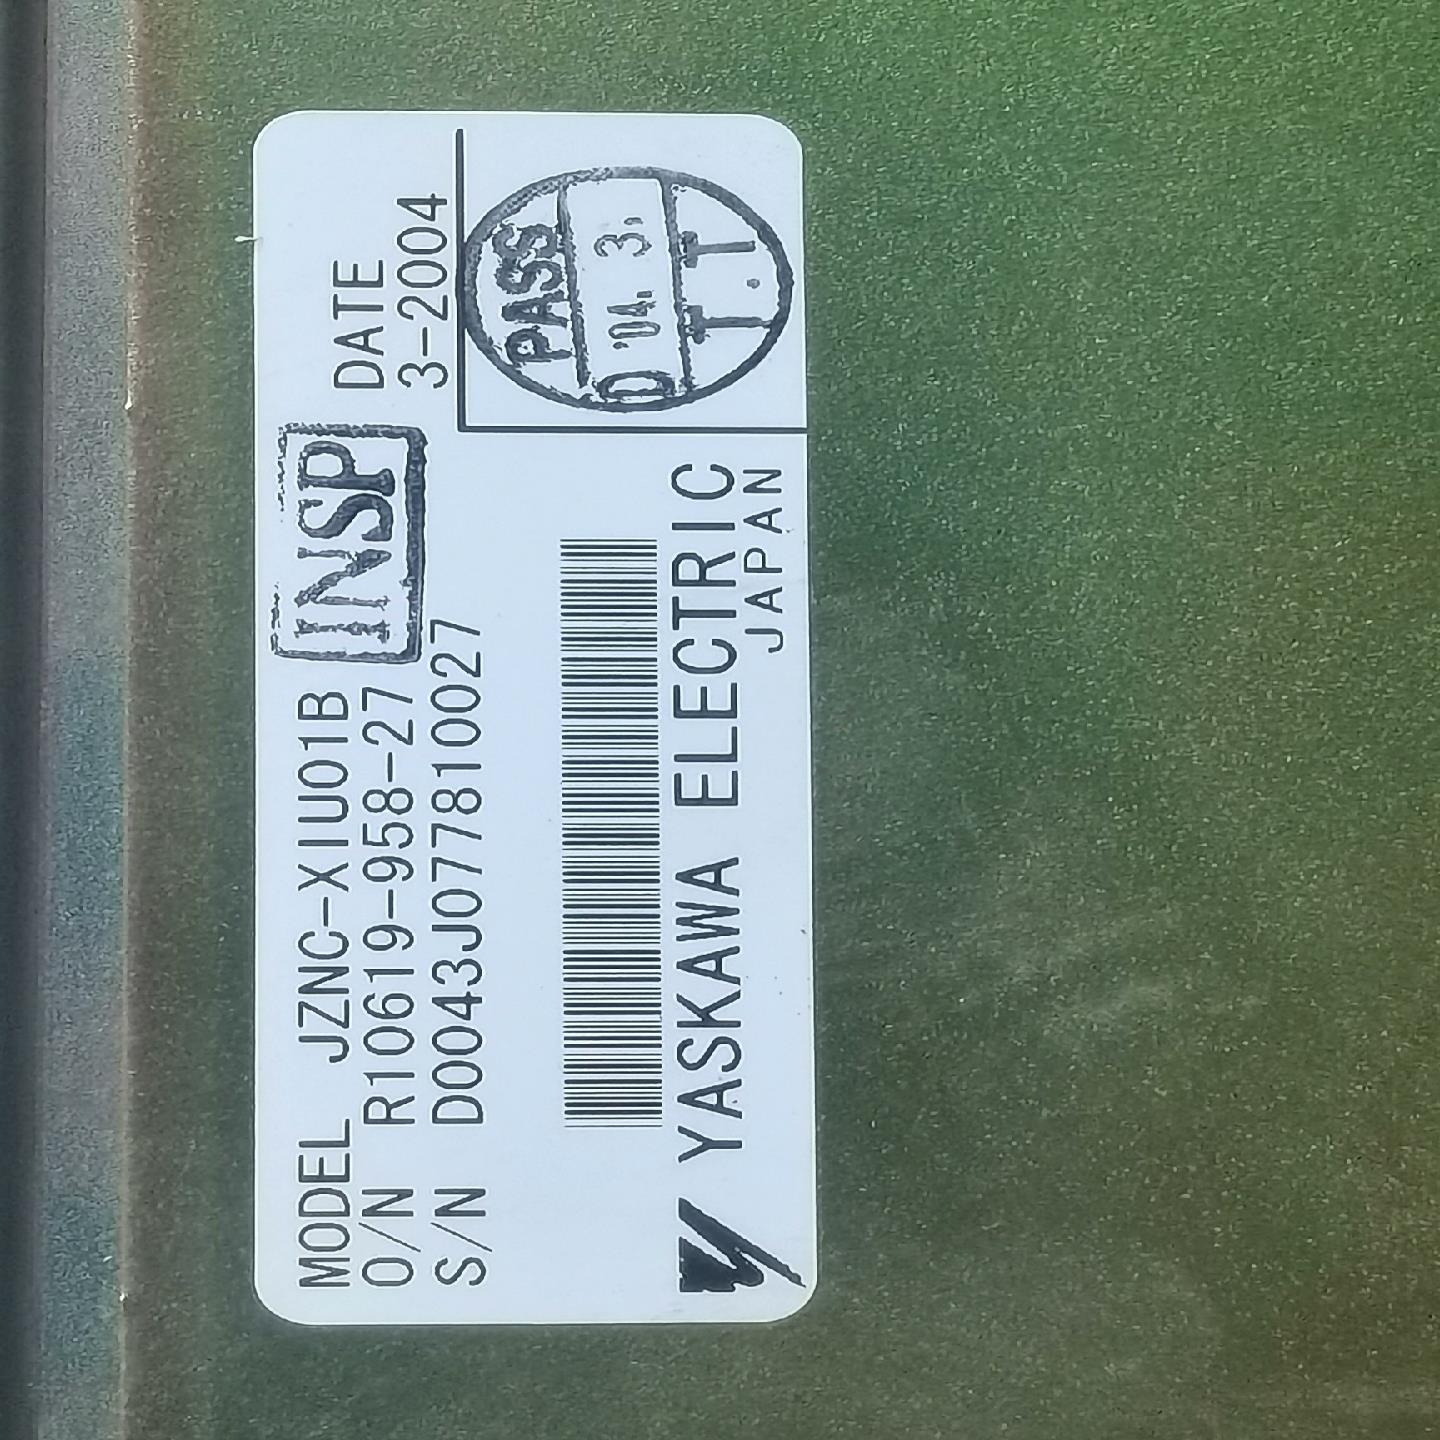 MODEL JZNC-XIU01B
O/N R10619-958-27
S/N D0043J077810027
INSP
DATE
3-2004
PASS
D '04. 3,
T.T
YASKAWA ELECTRIC
JAPAN